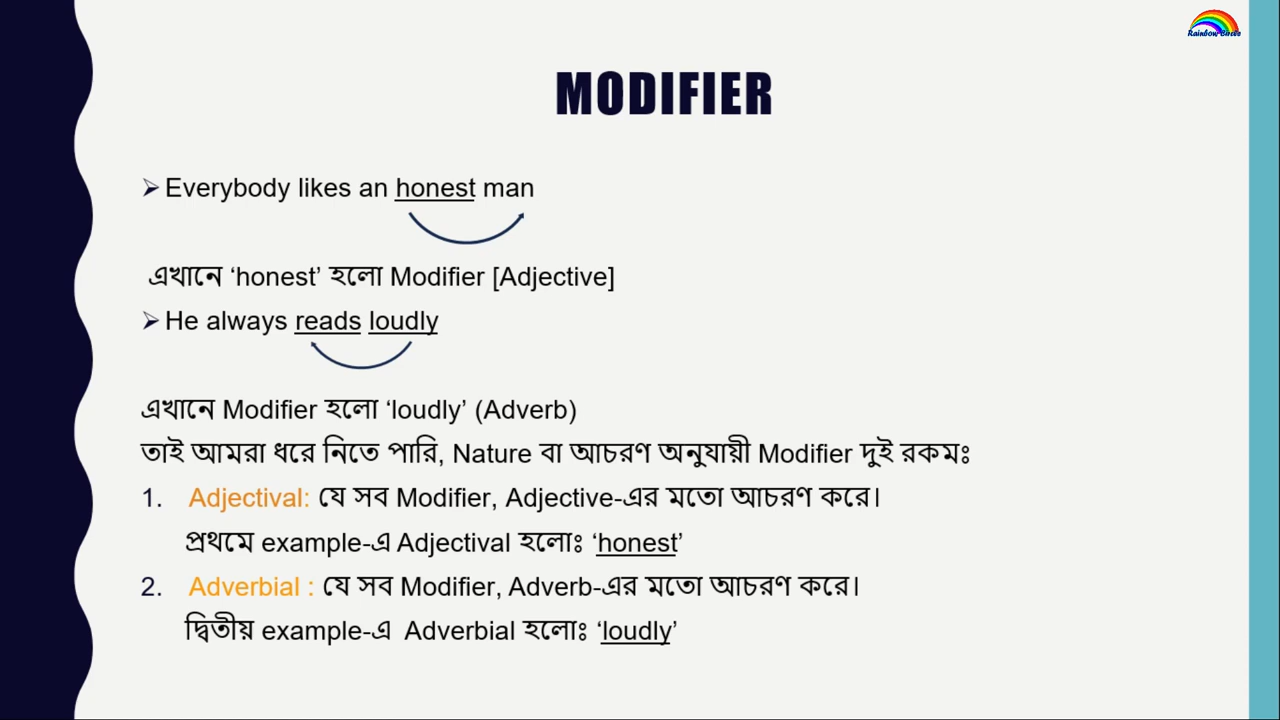 Rainbow
MODIFIER
Everybody likes an honest man
এখানে ‘honest’ হলো Modifier [Adjective]
He always reads loudly
এখানে Modifier হলো ‘loudly’ (Adverb)
তাই আমরা ধরে নিতে পারি, Nature বা আচরণ অনুযায়ী Modifier দুই রকমঃ
1. Adjectival: যে সব Modifier, Adjective-এর মতো আচরণ করে।
প্রথমে example-এ Adjectival হলোঃ ‘honest’
2. Adverbial : যে সব Modifier, Adverb-এর মতো আচরণ করে।
দ্বিতীয় example-এ Adverbial হলোঃ ‘loudly’